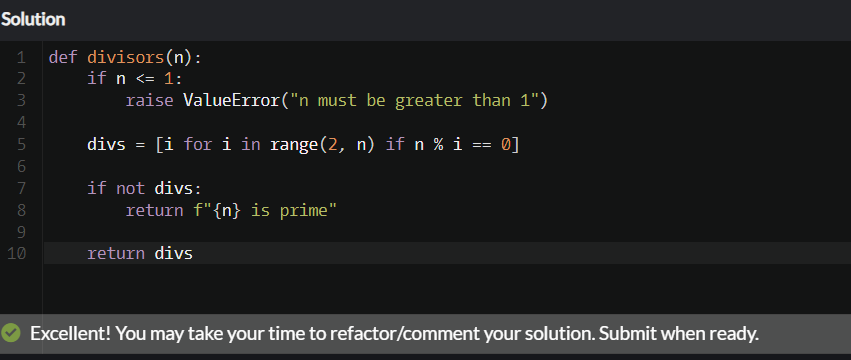 Solution
1 def divisors(n):
2     if n <= 1:
3         raise ValueError("n must be greater than 1")
4
5     divs = [i for i in range(2, n) if n % i == 0]
6
7     if not divs:
8         return f"{n} is prime"
9
10     return divs
Excellent! You may take your time to refactor/comment your solution. Submit when ready.